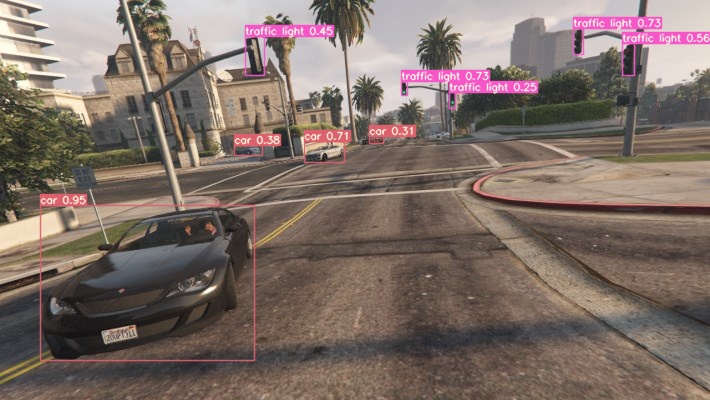 traffic light 0.45
traffic light 0.73
traffic light 0.56
traffic light 0.73
traffic light 0.25
car 0.38
car 0.71
car 0.31
car 0.95